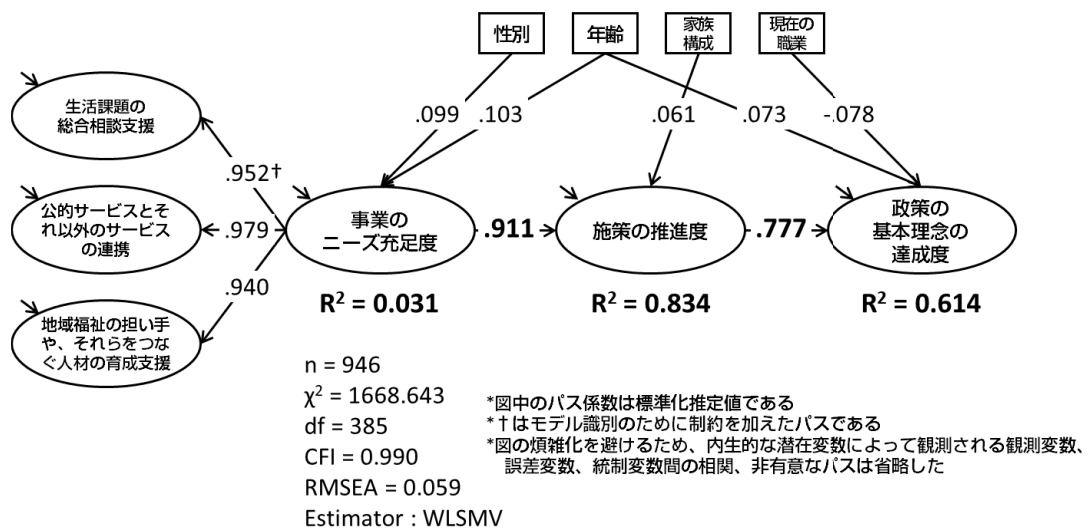 性別
年齢
家族
構成
現在の
職業
.099
.103
.061
.073
-.078
生活課題の
総合相談支援
公的サービスとそ
れ以外のサービス
の連携
地域福祉の担い手
や、それらをつな
ぐ人材の育成支援
.952†
.979
.940
事業の
ニーズ充足度
.911
施策の推進度
.777
政策の
基本理念の
達成度
R² = 0.031
R² = 0.834
R² = 0.614
n = 946
χ² = 1668.643
df = 385
CFI = 0.990
RMSEA = 0.059
Estimator : WLSMV
*図中のパス係数は標準化推定値である
*†はモデル識別のために制約を加えたパスである
*図の煩雑化を避けるため、内生的な潜在変数によって観測される観測変数、
誤差変数、統制変数間の相関、非有意なパスは省略した